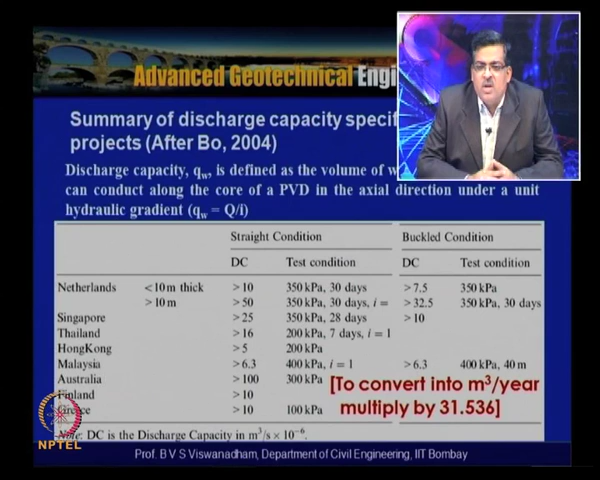 Advanced Geotechnical Engi
Summary of discharge capacity specif
projects (After Bo, 2004)
Discharge capacity, qw, is defined as the volume of w
can conduct along the core of a PVD in the axial direction under a unit
hydraulic gradient (qw = Q/i)
Straight Condition Buckled Condition
DC Test condition DC Test condition
Netherlands <10 m thick >10 350 kPa, 30 days >7.5 350 kPa
>10 m >50 350 kPa, 30 days, i = >32.5 350 kPa, 30 days
Singapore >25 350 kPa, 28 days >10
Thailand >16 200 kPa, 7 days, i = 1
HongKong >5 200 kPa
Malaysia >6.3 400 kPa, i = 1 >6.3 400 kPa, 40 m
Australia >100 300 kPa
[To convert into m³/year
Finland >10
multiply by 31.536]
Greece >10 100 kPa
Note: DC is the Discharge Capacity in m³/s × 10⁻⁶.
NPTEL
Prof. B V S Viswanadham, Department of Civil Engineering, IIT Bombay